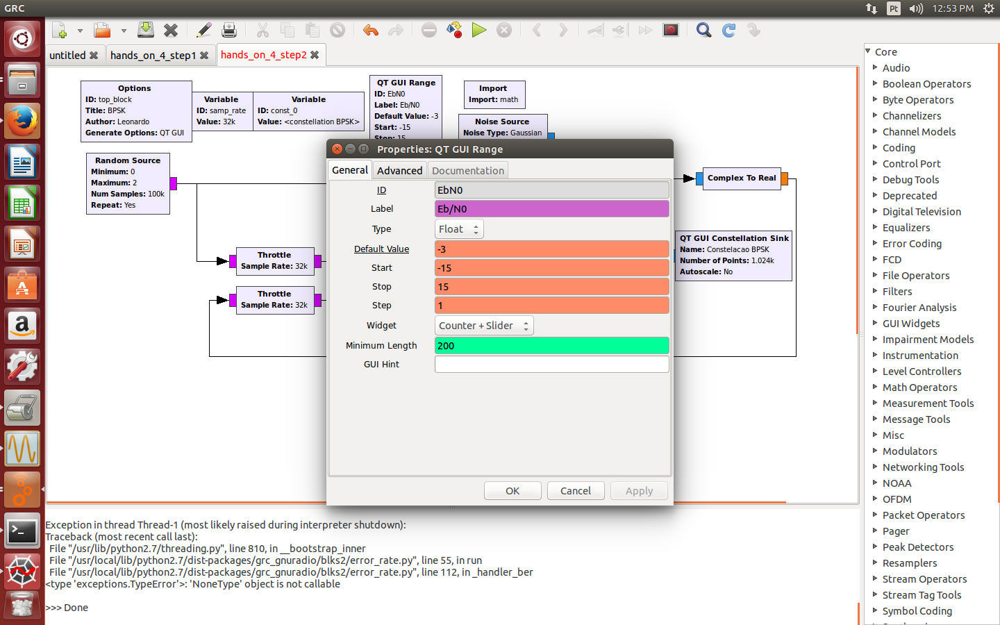 GRC
Pt
12:53 PM
untitled
hands_on_4_step1
hands_on_4_step2
Options
ID: top_block
Title: BPSK
Author: Leonardo
Generate Options: QT GUI
Variable
ID: samp_rate
Value: 32k
Variable
ID: const_0
Value: <constellation BPSK>
QT GUI Range
ID: EbN0
Label: Eb/N0
Default Value: -3
Start: -15
Stop: 15
Import
Import: math
Noise Source
Noise Type: Gaussian
Random Source
Minimum: 0
Maximum: 2
Num Samples: 100k
Repeat: Yes
Throttle
Sample Rate: 32k
Throttle
Sample Rate: 32k
Complex To Real
QT GUI Constellation Sink
Name: Constelacao BPSK
Number of Points: 1.024k
Autoscale: No
Properties: QT GUI Range
General
Advanced
Documentation
ID
EbN0
Label
Eb/N0
Type
Float
Default Value
-3
Start
-15
Stop
15
Step
1
Widget
Counter + Slider
Minimum Length
200
GUI Hint
OK
Cancel
Apply
Exception in thread Thread-1 (most likely raised during interpreter shutdown):
Traceback (most recent call last):
File "/usr/lib/python2.7/threading.py", line 810, in __bootstrap_inner
File "/usr/local/lib/python2.7/dist-packages/grc_gnuradio/blks2/error_rate.py", line 55, in run
File "/usr/local/lib/python2.7/dist-packages/grc_gnuradio/blks2/error_rate.py", line 112, in _handler_ber
<type 'exceptions.TypeError'>: 'NoneType' object is not callable
>>> Done
Core
Audio
Boolean Operators
Byte Operators
Channelizers
Channel Models
Coding
Control Port
Debug Tools
Deprecated
Digital Television
Equalizers
Error Coding
FCD
File Operators
Filters
Fourier Analysis
GUI Widgets
Impairment Models
Instrumentation
Level Controllers
Math Operators
Measurement Tools
Message Tools
Misc
Modulators
Networking Tools
NOAA
OFDM
Packet Operators
Pager
Peak Detectors
Resamplers
Stream Operators
Stream Tag Tools
Symbol Coding